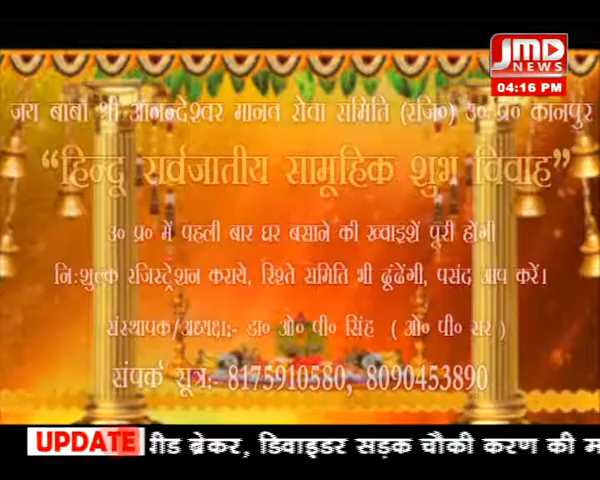 JMD
NEWS
04:16 PM
जय बाबा श्री आनन्देश्वर मानव सेवा समिति (रजि०) उ० प्र० कानपुर
“हिन्दू सर्वजातीय सामूहिक शुभ विवाह”
उ० प्र० में पहली बार घर बसाने की ख्वाइशें पूरी होंगी
नि:शुल्क रजिस्ट्रेशन कराये, रिश्ते समिति भी ढूंढेंगी, पसंद आप करें।
संस्थापक/अध्यक्ष:- डा० ओ० पी० सिंह ( ओ० पी० सर )
संपर्क सूत्र:- 8175910580, 8090453890
UPDATE रीड ब्रेकर, डिवाइडर सड़क चौकी करण की म